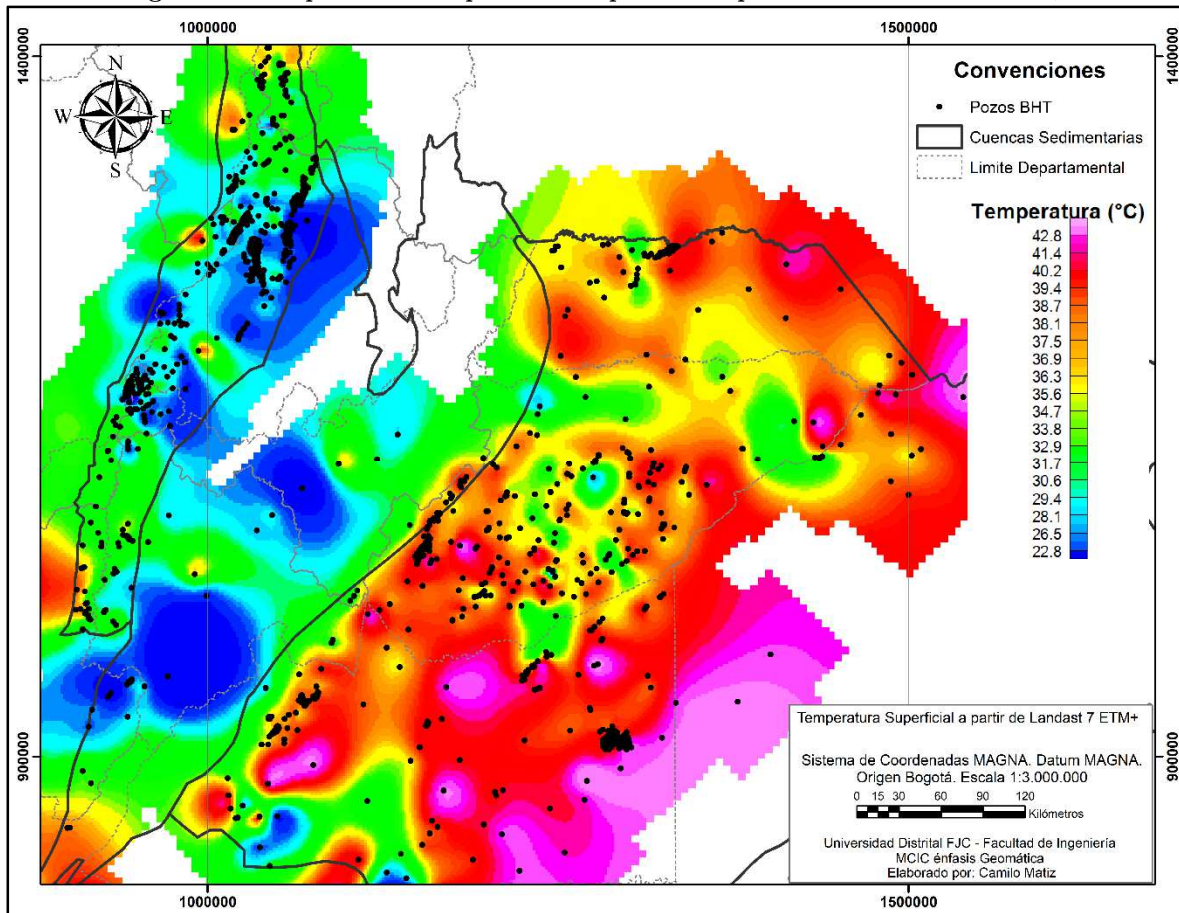 1000000
1500000
1400000
1400000
N
W
E
S
Convenciones
Pozos BHT
Cuencas Sedimentarias
Limite Departamental
Temperatura (°C)
42.8
41.4
40.2
39.4
38.7
38.1
37.5
36.9
36.3
35.6
34.7
33.8
32.9
31.7
30.6
29.4
28.1
26.5
22.8
900000
900000
Temperatura Superficial a partir de Landast 7 ETM+
Sistema de Coordenadas MAGNA. Datum MAGNA.
Origen Bogotá. Escala 1:3.000.000
0 15 30 60 90 120
Kilómetros
Universidad Distrital FJC - Facultad de Ingeniería
MCIC énfasis Geomática
Elaborado por: Camilo Matiz
1000000
1500000